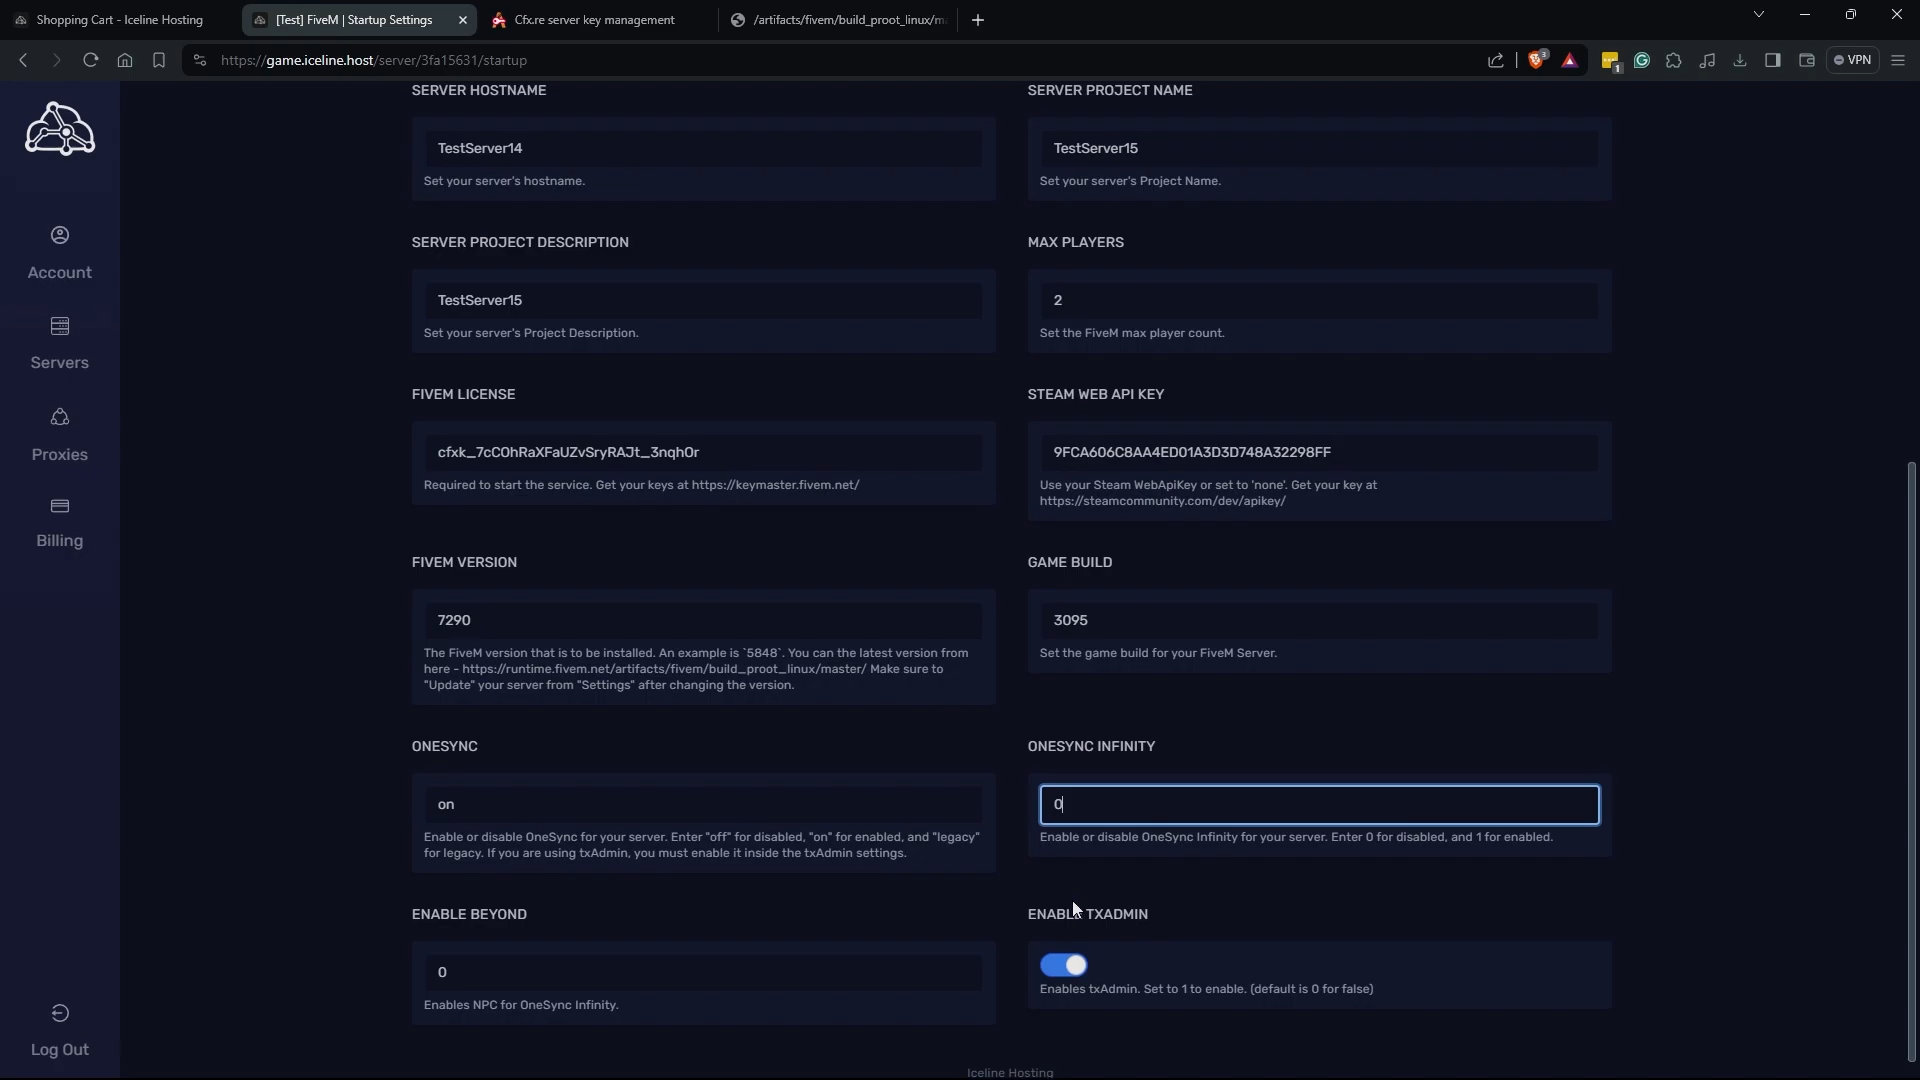 Shopping Cart - Iceline Hosting
[Test] FiveM | Startup Settings
Cfx.re server key management
/artifacts/fivem/build_proot_linux/m
https://game.iceline.host/server/3fa15631/startup
3
1
VPN
Account
Servers
Proxies
Billing
Log Out
SERVER HOSTNAME
TestServer14
Set your server's hostname.
SERVER PROJECT NAME
TestServer15
Set your server's Project Name.
SERVER PROJECT DESCRIPTION
TestServer15
Set your server's Project Description.
MAX PLAYERS
2
Set the FiveM max player count.
FIVEM LICENSE
cfxk_7cCOhRaXFaUZvSryRAJt_3nqhOr
Required to start the service. Get your keys at https://keymaster.fivem.net/
STEAM WEB API KEY
9FCA606C8AA4ED01A3D3D748A32298FF
Use your Steam WebApiKey or set to 'none'. Get your key at
https://steamcommunity.com/dev/apikey/
FIVEM VERSION
7290
The FiveM version that is to be installed. An example is `5848`. You can the latest version from
here - https://runtime.fivem.net/artifacts/fivem/build_proot_linux/master/ Make sure to
"Update" your server from "Settings" after changing the version.
GAME BUILD
3095
Set the game build for your FiveM Server.
ONESYNC
on
Enable or disable OneSync for your server. Enter "off" for disabled, "on" for enabled, and "legacy"
for legacy. If you are using txAdmin, you must enable it inside the txAdmin settings.
ONESYNC INFINITY
0
Enable or disable OneSync Infinity for your server. Enter 0 for disabled, and 1 for enabled.
ENABLE BEYOND
0
Enables NPC for OneSync Infinity.
ENABLE TXADMIN
Enables txAdmin. Set to 1 to enable. (default is 0 for false)
Iceline Hosting